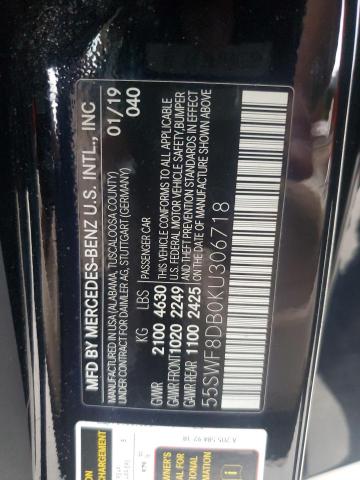 MFD BY MERCEDES-BENZ U.S. INTL., INC 01/19
MANUFACTURED IN USA (ALABAMA, TUSCALOOSA COUNTY) 040
UNDER CONTRACT FOR DAIMLER AG, STUTTGART (GERMANY)
KG LBS PASSENGER CAR
GVWR 2100 4630 THIS VEHICLE CONFORMS TO ALL APPLICABLE
GAWR FRONT 1020 2249 U.S. FEDERAL MOTOR VEHICLE SAFETY, BUMPER
GAWR REAR 1100 2425 AND THEFT PREVENTION STANDARDS IN EFFECT
ON DATE OF MANUFACTURE SHOWN ABOVE
55SWF8DB0KU306718